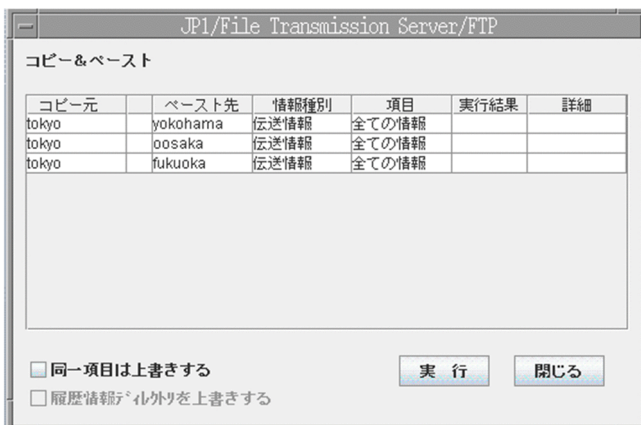 JP1/File Transmission Server/FTP
コピー&ペースト
コピー元 ペースト先 情報種別 項目 実行結果 詳細
tokyo yokohama 伝送情報 全ての情報
tokyo oosaka 伝送情報 全ての情報
tokyo fukuoka 伝送情報 全ての情報
同一項目は上書きする 実 行 閉じる
履歴情報ディレクトリを上書きする